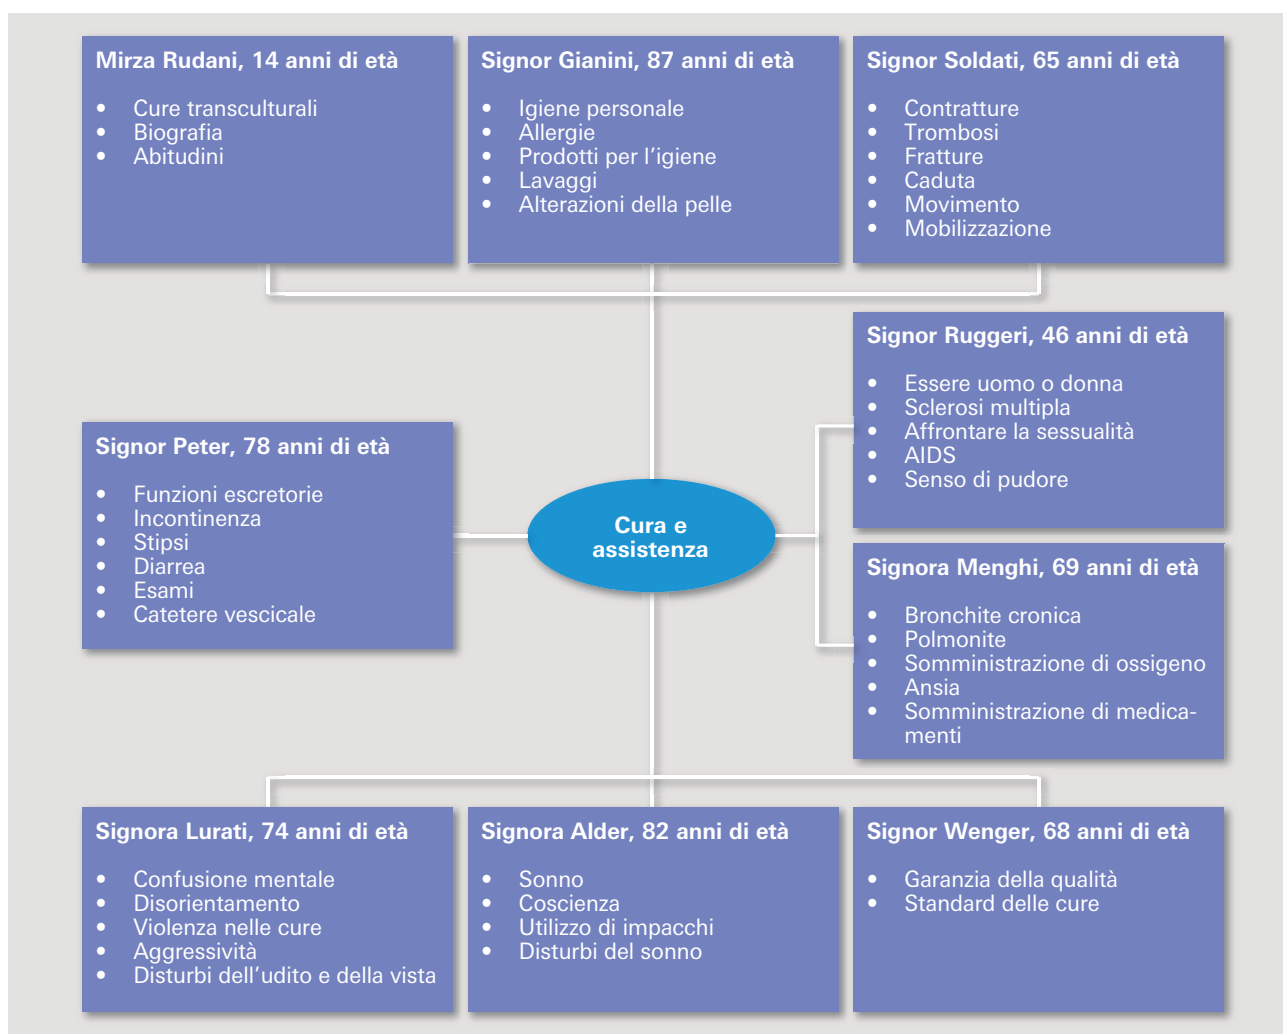 Mirza Rudani, 14 anni di età
• Cure transculturali
• Biografia
• Abitudini
Signor Gianini, 87 anni di età
• Igiene personale
• Allergie
• Prodotti per l'igiene
• Lavaggi
• Alterazioni della pelle
Signor Soldati, 65 anni di età
• Contratture
• Trombosi
• Fratture
• Caduta
• Movimento
• Mobilizzazione
Signor Peter, 78 anni di età
• Funzioni escretorie
• Incontinenza
• Stipsi
• Diarrea
• Esami
• Catetere vescicale
Cura e
assistenza
Signor Ruggeri, 46 anni di età
• Essere uomo o donna
• Sclerosi multipla
• Affrontare la sessualità
• AIDS
• Senso di pudore
Signora Menghi, 69 anni di età
• Bronchite cronica
• Polmonite
• Somministrazione di ossigeno
• Ansia
• Somministrazione di medica-
menti
Signora Lurati, 74 anni di età
• Confusione mentale
• Disorientamento
• Violenza nelle cure
• Aggressività
• Disturbi dell'udito e della vista
Signora Alder, 82 anni di età
• Sonno
• Coscienza
• Utilizzo di impacchi
• Disturbi del sonno
Signor Wenger, 68 anni di età
• Garanzia della qualità
• Standard delle cure